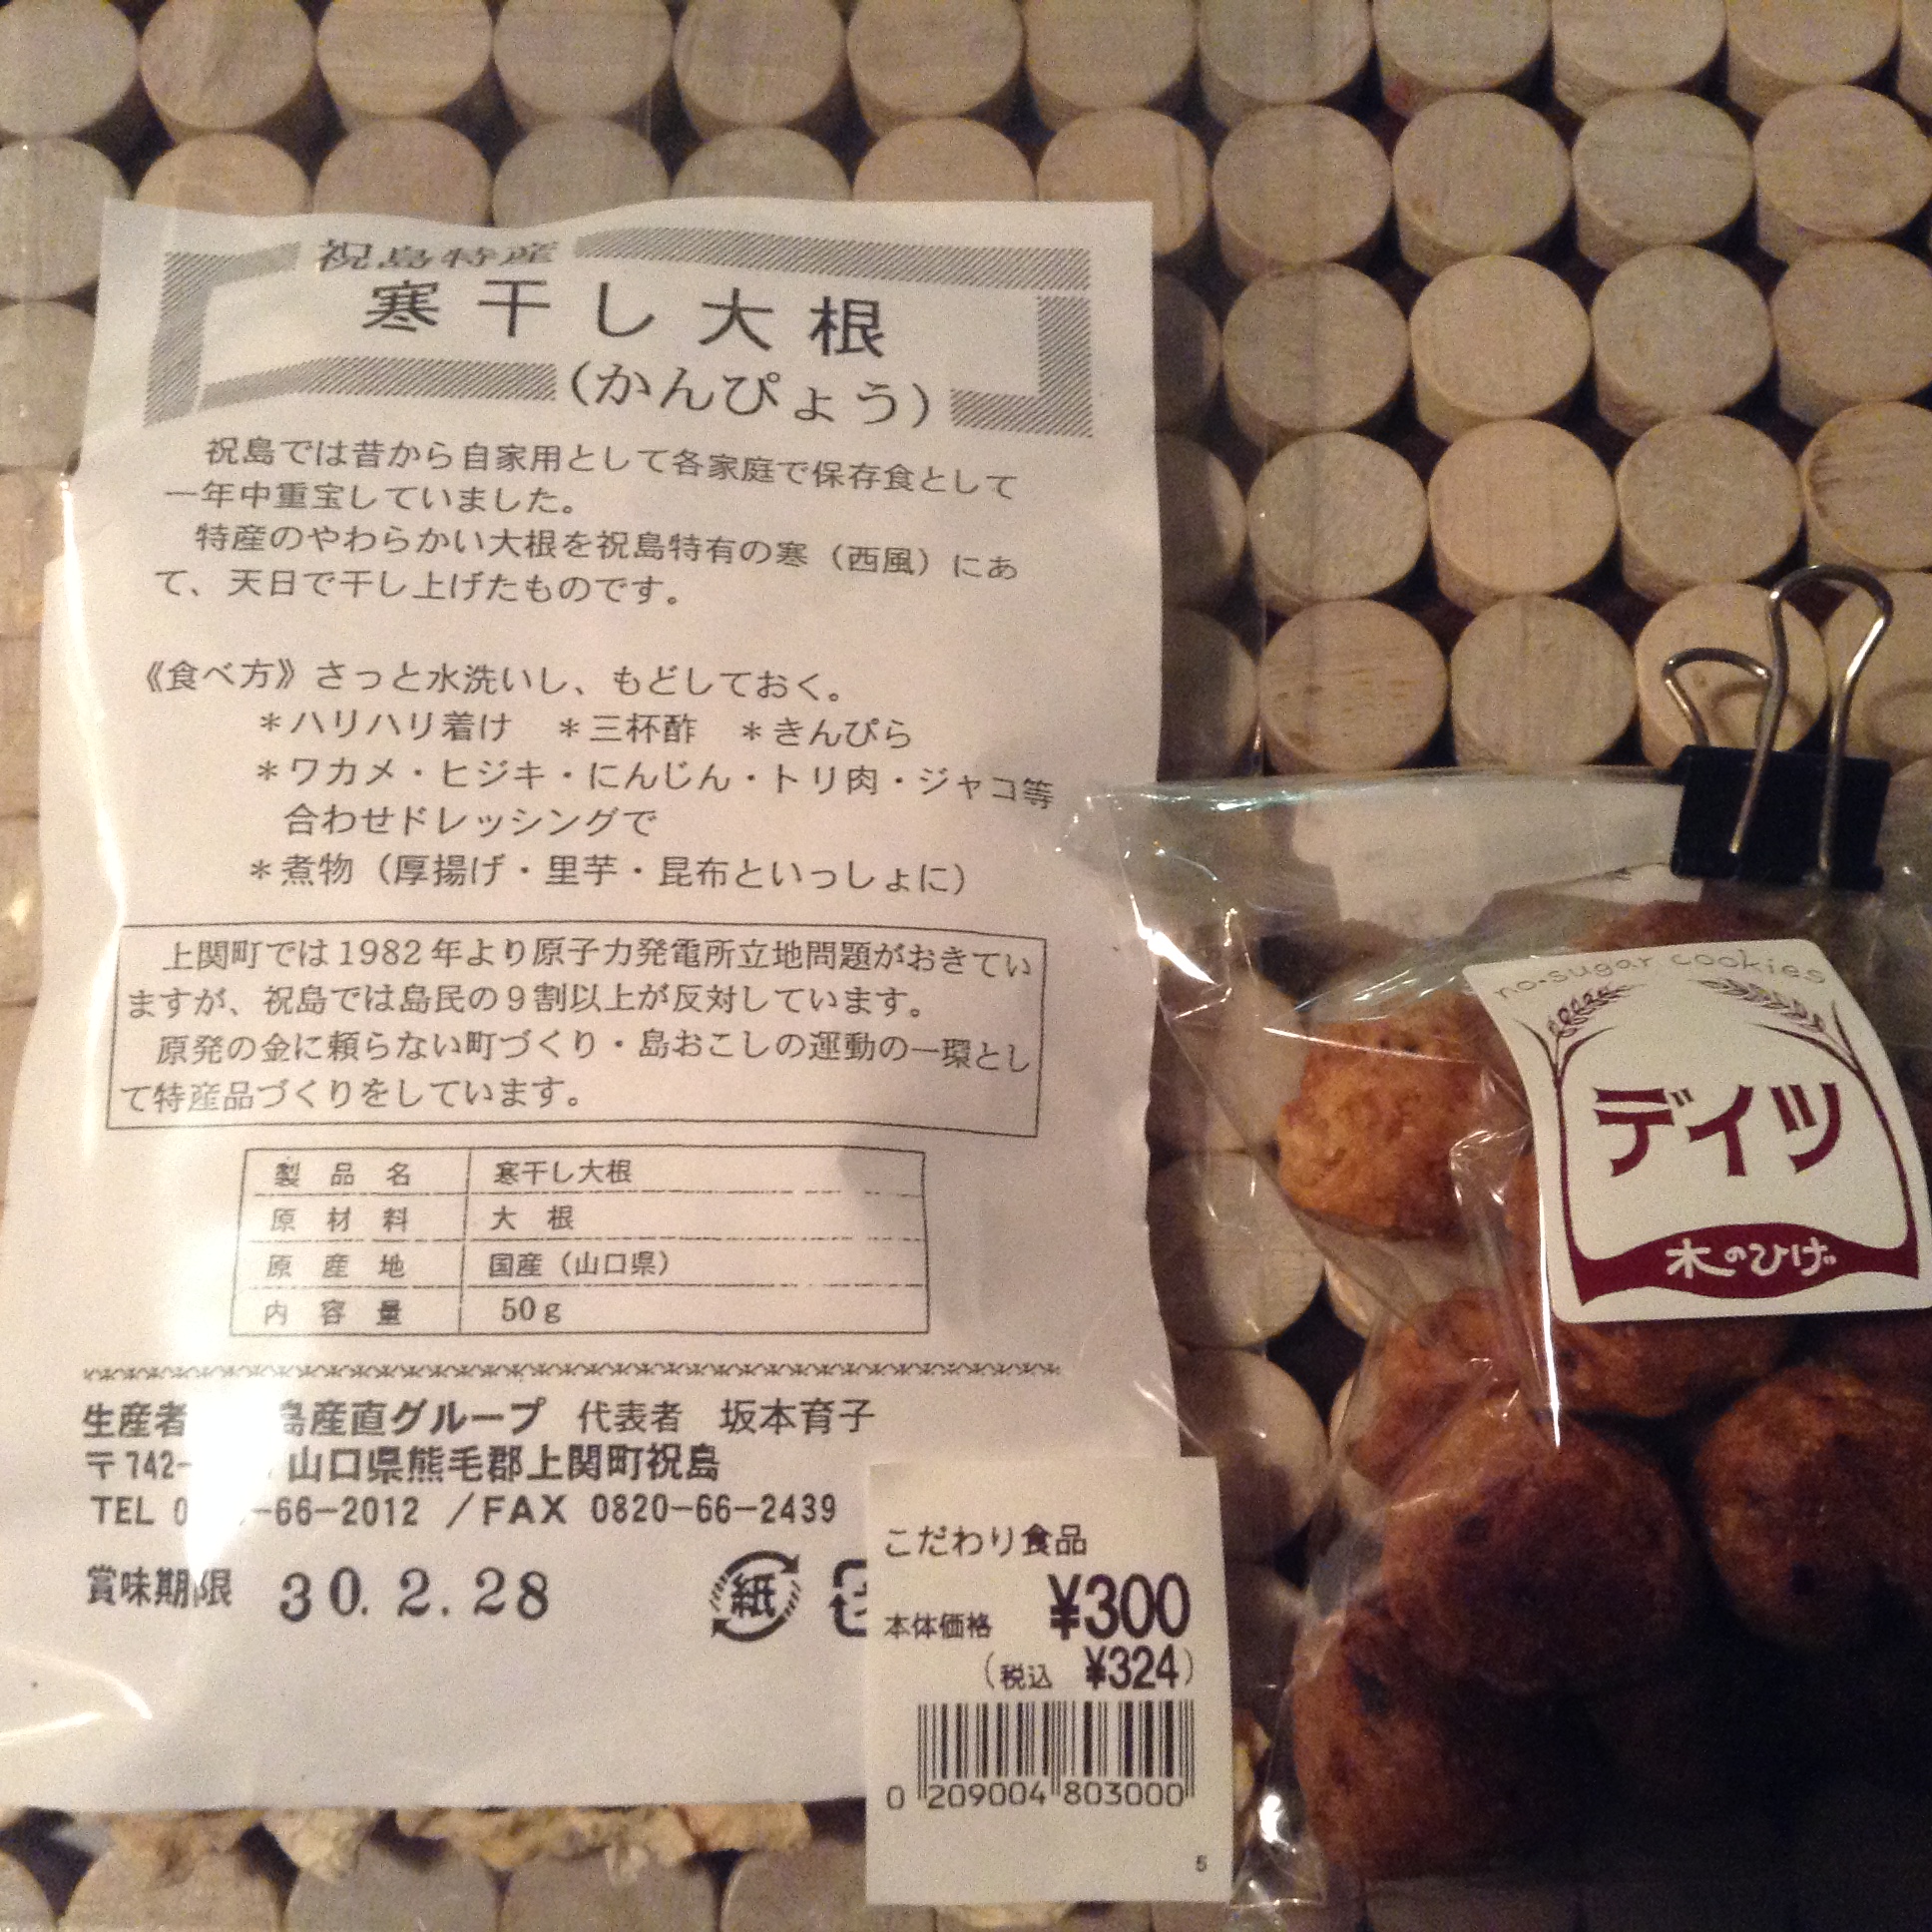 祝島特産
寒干し大根
(かんぴょう)
祝島では昔から自家用として各家庭で保存食として
一年中重宝していました。
特産のやわらかい大根を祝島特有の寒(西風)にあ
て、天日で干し上げたものです。
《食べ方》さっと水洗いし、もどしておく。
*ハリハリ着け *三杯酢 *きんぴら
*ワカメ・ヒジキ・にんじん・トリ肉・ジャコ等
合わせドレッシングで
*煮物(厚揚げ・里芋・昆布といっしょに)
上関町では1982年より原子力発電所立地問題がおきてい
ますが、祝島では島民の9割以上が反対しています。
原発の金に頼らない町づくり・島おこしの運動の一環とし
て特産品づくりをしています。
製品名 寒干し大根
原材料 大根
原産地 国産(山口県)
内容量 50g
生産者 島産直グループ 代表者 坂本育子
〒742- 山口県熊毛郡上関町祝島
TEL 0 -66-2012 /FAX 0820-66-2439
賞味期限 30.2.28
紙
こだわり食品
本体価格 ¥300
(税込 ¥324)
0 209004 803000
5
no-sugar cookies
デイツ
木のひげ